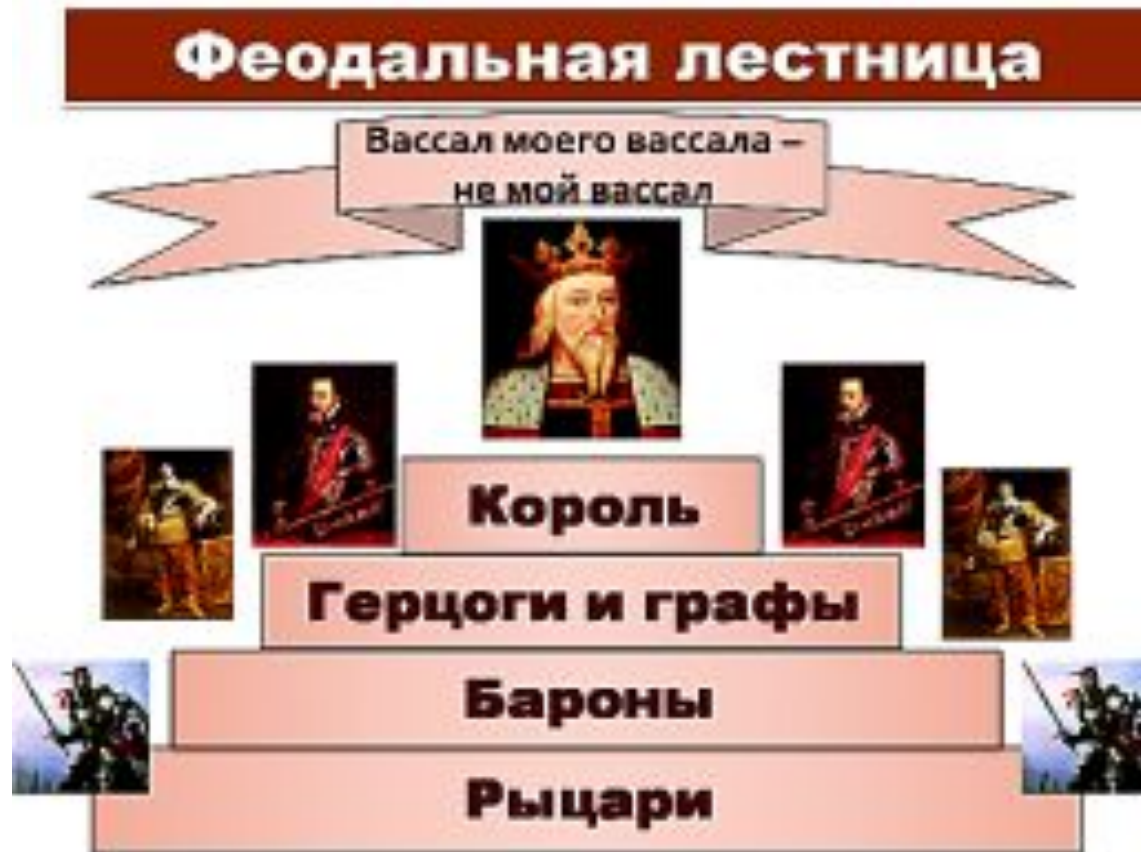 Феодальная лестница
Вассал моего вассала –
не мой вассал
Король
Герцоги и графы
Бароны
Рыцари